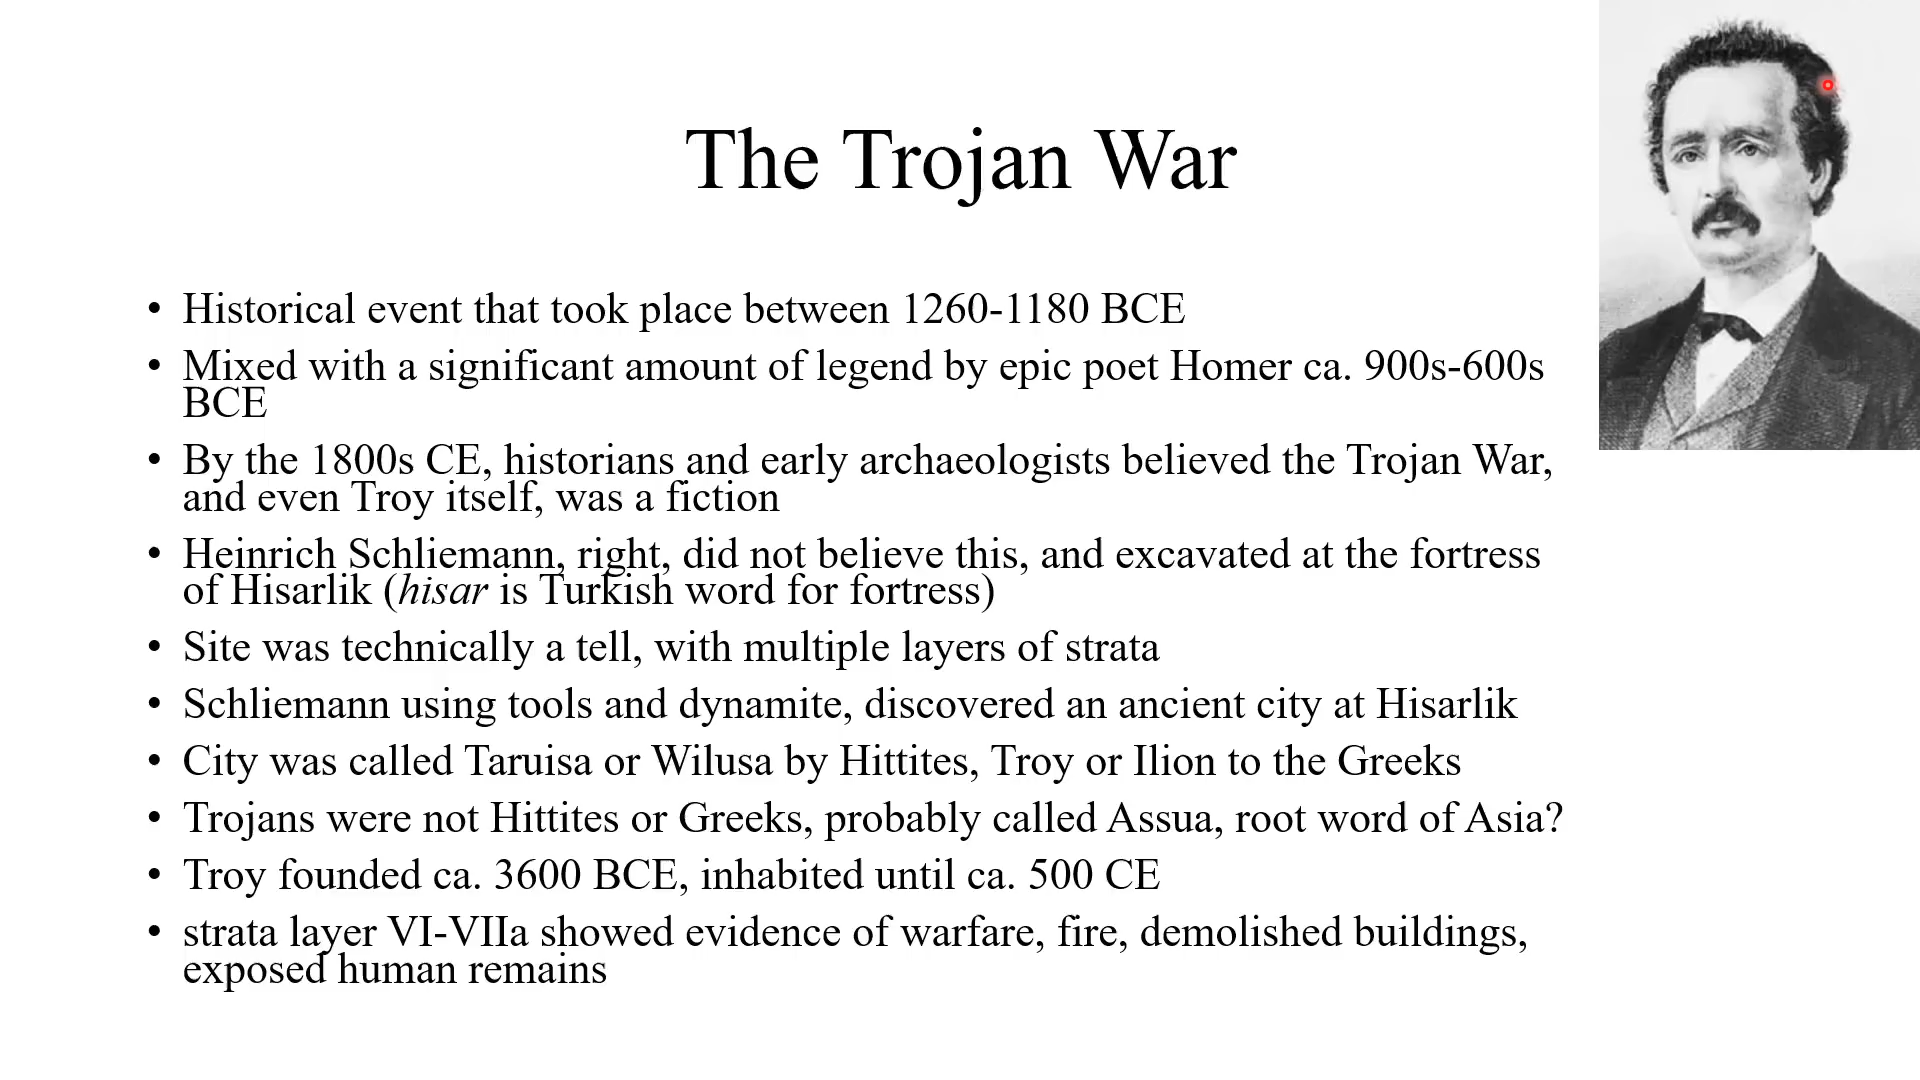 The Trojan War
• Historical event that took place between 1260-1180 BCE
• Mixed with a significant amount of legend by epic poet Homer ca. 900s-600s
BCE
• By the 1800s CE, historians and early archaeologists believed the Trojan War,
and even Troy itself, was a fiction
• Heinrich Schliemann, right, did not believe this, and excavated at the fortress
of Hisarlik (hisar is Turkish word for fortress)
• Site was technically a tell, with multiple layers of strata
• Schliemann using tools and dynamite, discovered an ancient city at Hisarlik
• City was called Taruisa or Wilusa by Hittites, Troy or Ilion to the Greeks
• Trojans were not Hittites or Greeks, probably called Assua, root word of Asia?
• Troy founded ca. 3600 BCE, inhabited until ca. 500 CE
• strata layer VI-VIIa showed evidence of warfare, fire, demolished buildings,
exposed human remains